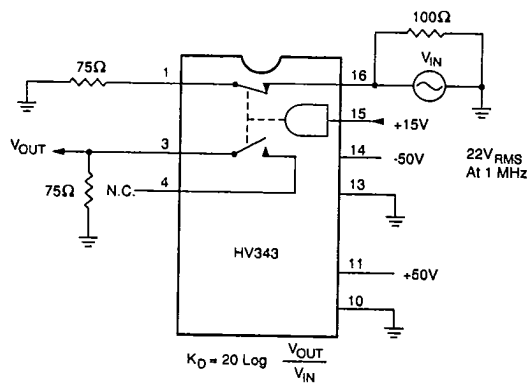 100Ω
75Ω
1
16
V_IN
15
+15V
V_OUT
3
14
-50V
22V_RMS
At 1 MHz
75Ω
N.C.
4
13
HV343
11
+50V
10
K_D = 20 Log V_OUT / V_IN